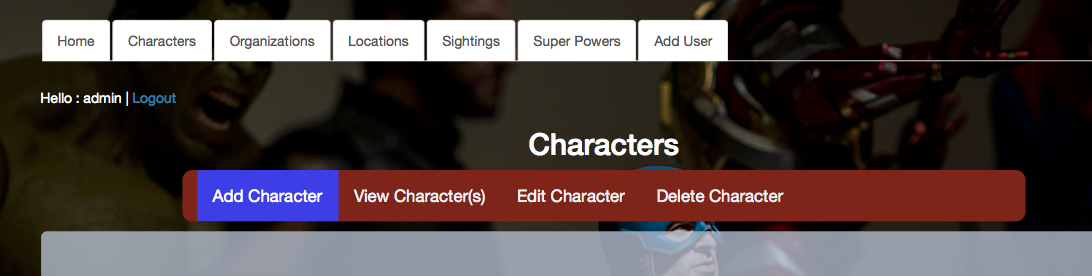 Home Characters Organizations Locations Sightings Super Powers Add User
Hello : admin | Logout
Characters
Add Character View Character(s) Edit Character Delete Character